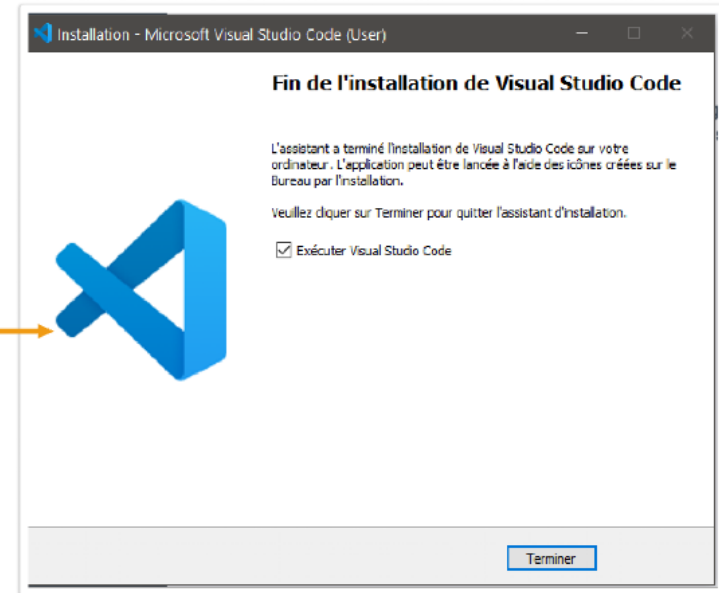 Installation - Microsoft Visual Studio Code (User)
Fin de l'installation de Visual Studio Code
L'assistant a terminé l'installation de Visual Studio Code sur votre
ordinateur. L'application peut être lancée à l'aide des icônes créées sur le
Bureau par l'installation.
Veuillez cliquer sur Terminer pour quitter l'assistant d'installation.
Exécuter Visual Studio Code
Terminer